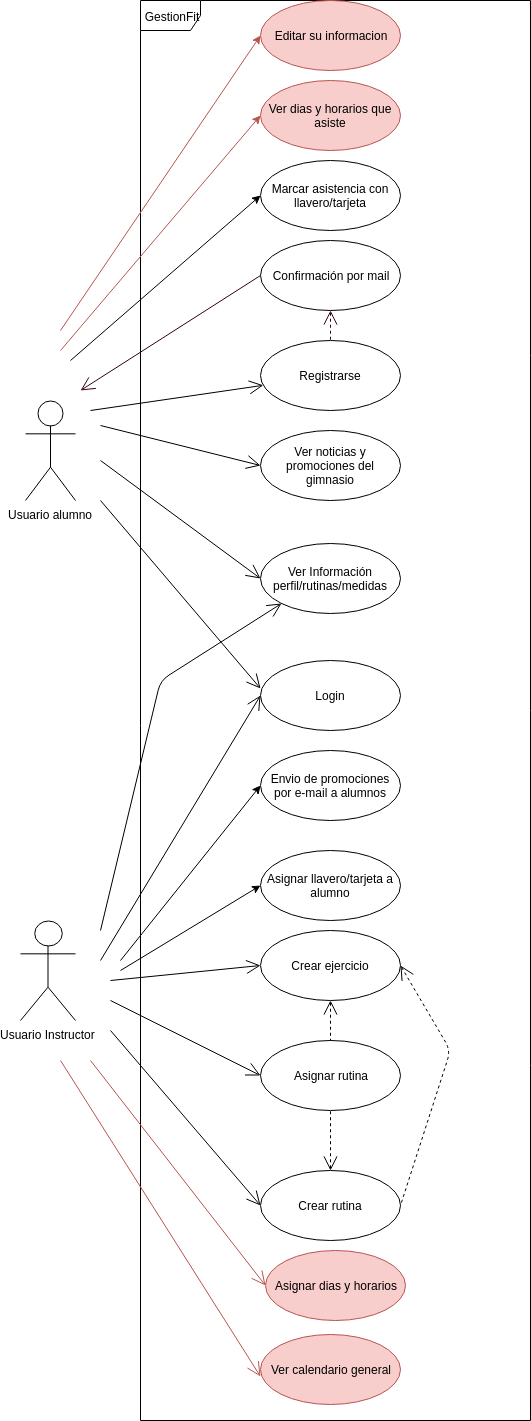 GestionFit
Editar su informacion
Ver dias y horarios que
asiste
Marcar asistencia con
llavero/tarjeta
Confirmación por mail
Registrarse
Ver noticias y
promociones del
gimnasio
Usuario alumno
Ver Información
perfil/rutinas/medidas
Login
Envio de promociones
por e-mail a alumnos
Asignar llavero/tarjeta a
alumno
Crear ejercicio
Usuario Instructor
Asignar rutina
Crear rutina
Asignar dias y horarios
Ver calendario general